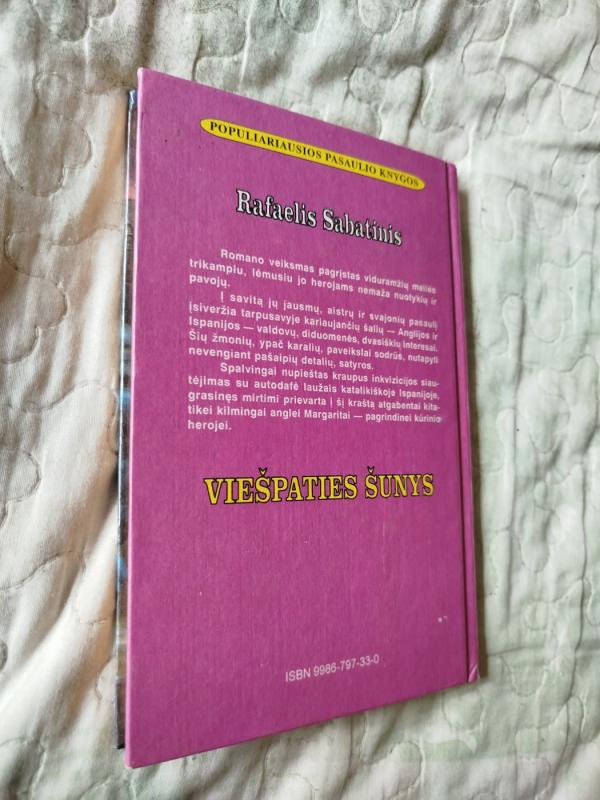 POPULIARIAUSIOS PASAULIO KNYGOS
Rafaelis Sabatinis
Romano veiksmas pagrįstas viduramžių meilės
trikampiu, lėmusiu jo herojams nemaža nuotykių ir
pavojų.
Į savitą jų jausmų, aistrų ir svajonių pasaulį
įsiveržia tarpusavyje kariaujančių šalių — Anglijos ir
Ispanijos — valdovų, diduomenės, dvasiškių interesai.
Šių žmonių, ypač karalių, paveikslai sodrūs, nutapyti
nevengiant pašaipių detalių, satyros.
Spalvingai nupieštas kraupus inkvizicijos siau-
tėjimas su autodafė laužais katalikiškoje Ispanijoje,
grasinęs mirtimi prievarta į šį kraštą atgabentai kita-
tikei kilmingai anglei Margaritai — pagrindinei kūrinio
herojei.
VIEŠPATIES ŠUNYS
ISBN 9986-797-33-0